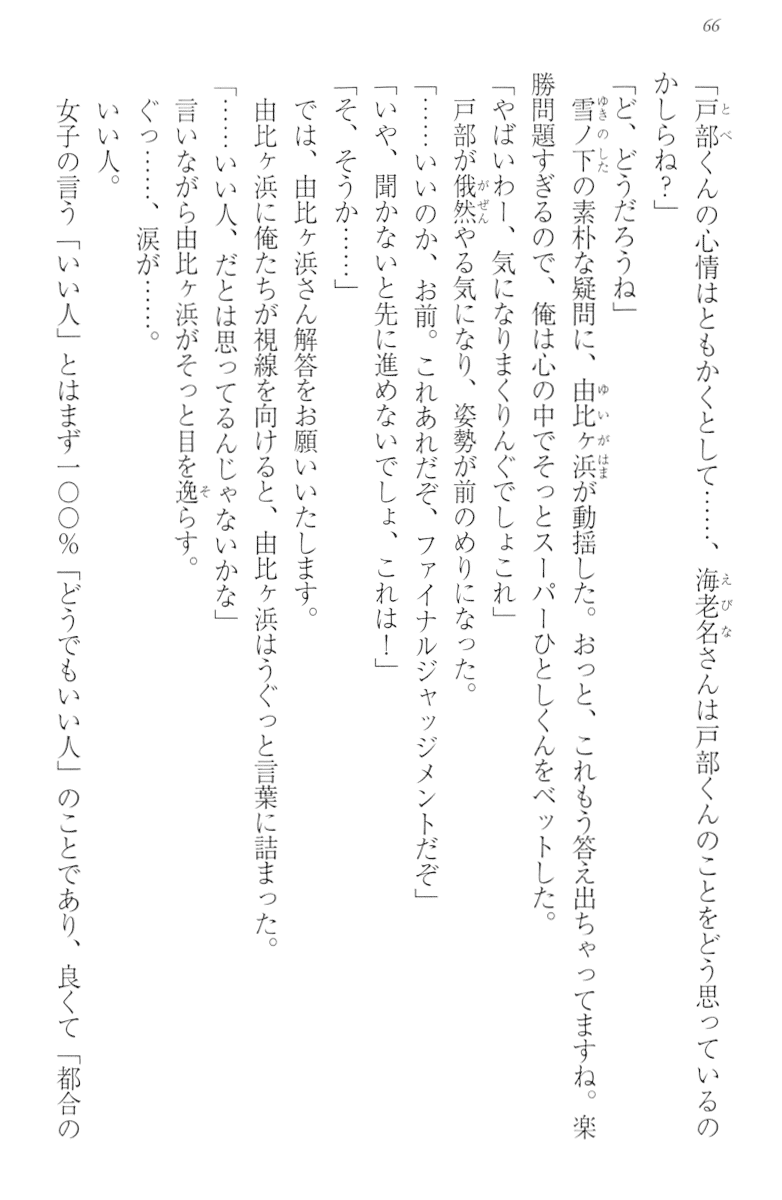 66
「戸部くんの心情はともかくとして……、海老名さんは戸部くんのことをどう思っているの
かしらね？」
「ど、どうだろうね」
雪ノ下の素朴な疑問に、由比ヶ浜が動揺した。おっと、これもう答え出ちゃってますね。楽
勝問題すぎるので、俺は心の中でそっとスーパーひとしくんをベットした。
「やばいわー、気になりまくりんぐでしょこれ」
戸部が俄然やる気になり、姿勢が前のめりになった。
「……いいのか、お前。これあれだぞ、ファイナルジャッジメントだぞ」
「いや、聞かないと先に進めないでしょ、これは！」
「そ、そうか……」
では、由比ヶ浜さん解答をお願いいたします。
由比ヶ浜に俺たちが視線を向けると、由比ヶ浜はうぐっと言葉に詰まった。
「……いい人、だとは思ってるんじゃないかな」
言いながら由比ヶ浜がそっと目を逸らす。
ぐっ……、涙が……。
いい人。
女子の言う「いい人」とはまず一〇〇％「どうでもいい人」のことであり、良くて「都合の